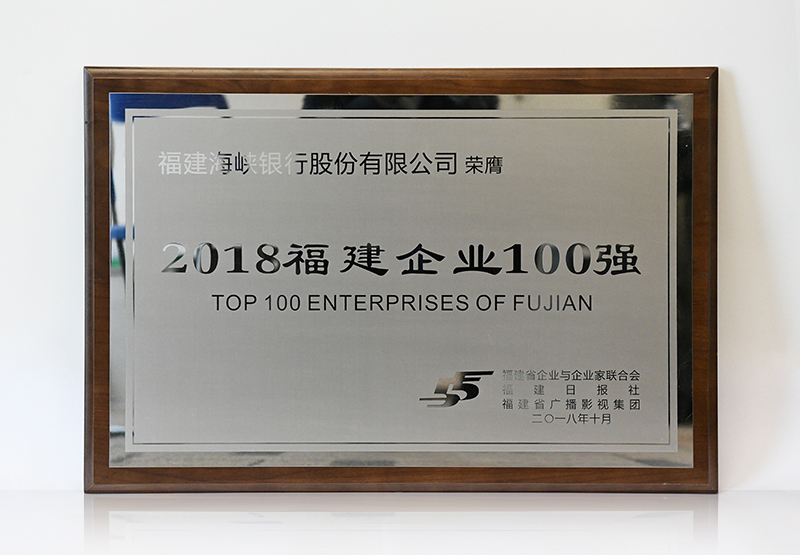 福建海峡银行股份有限公司 荣膺
2018福建企业100强
TOP 100 ENTERPRISES OF FUJIAN
福建省企业与企业家联合会
福建日报社
福建省广播影视集团
二〇一八年十月